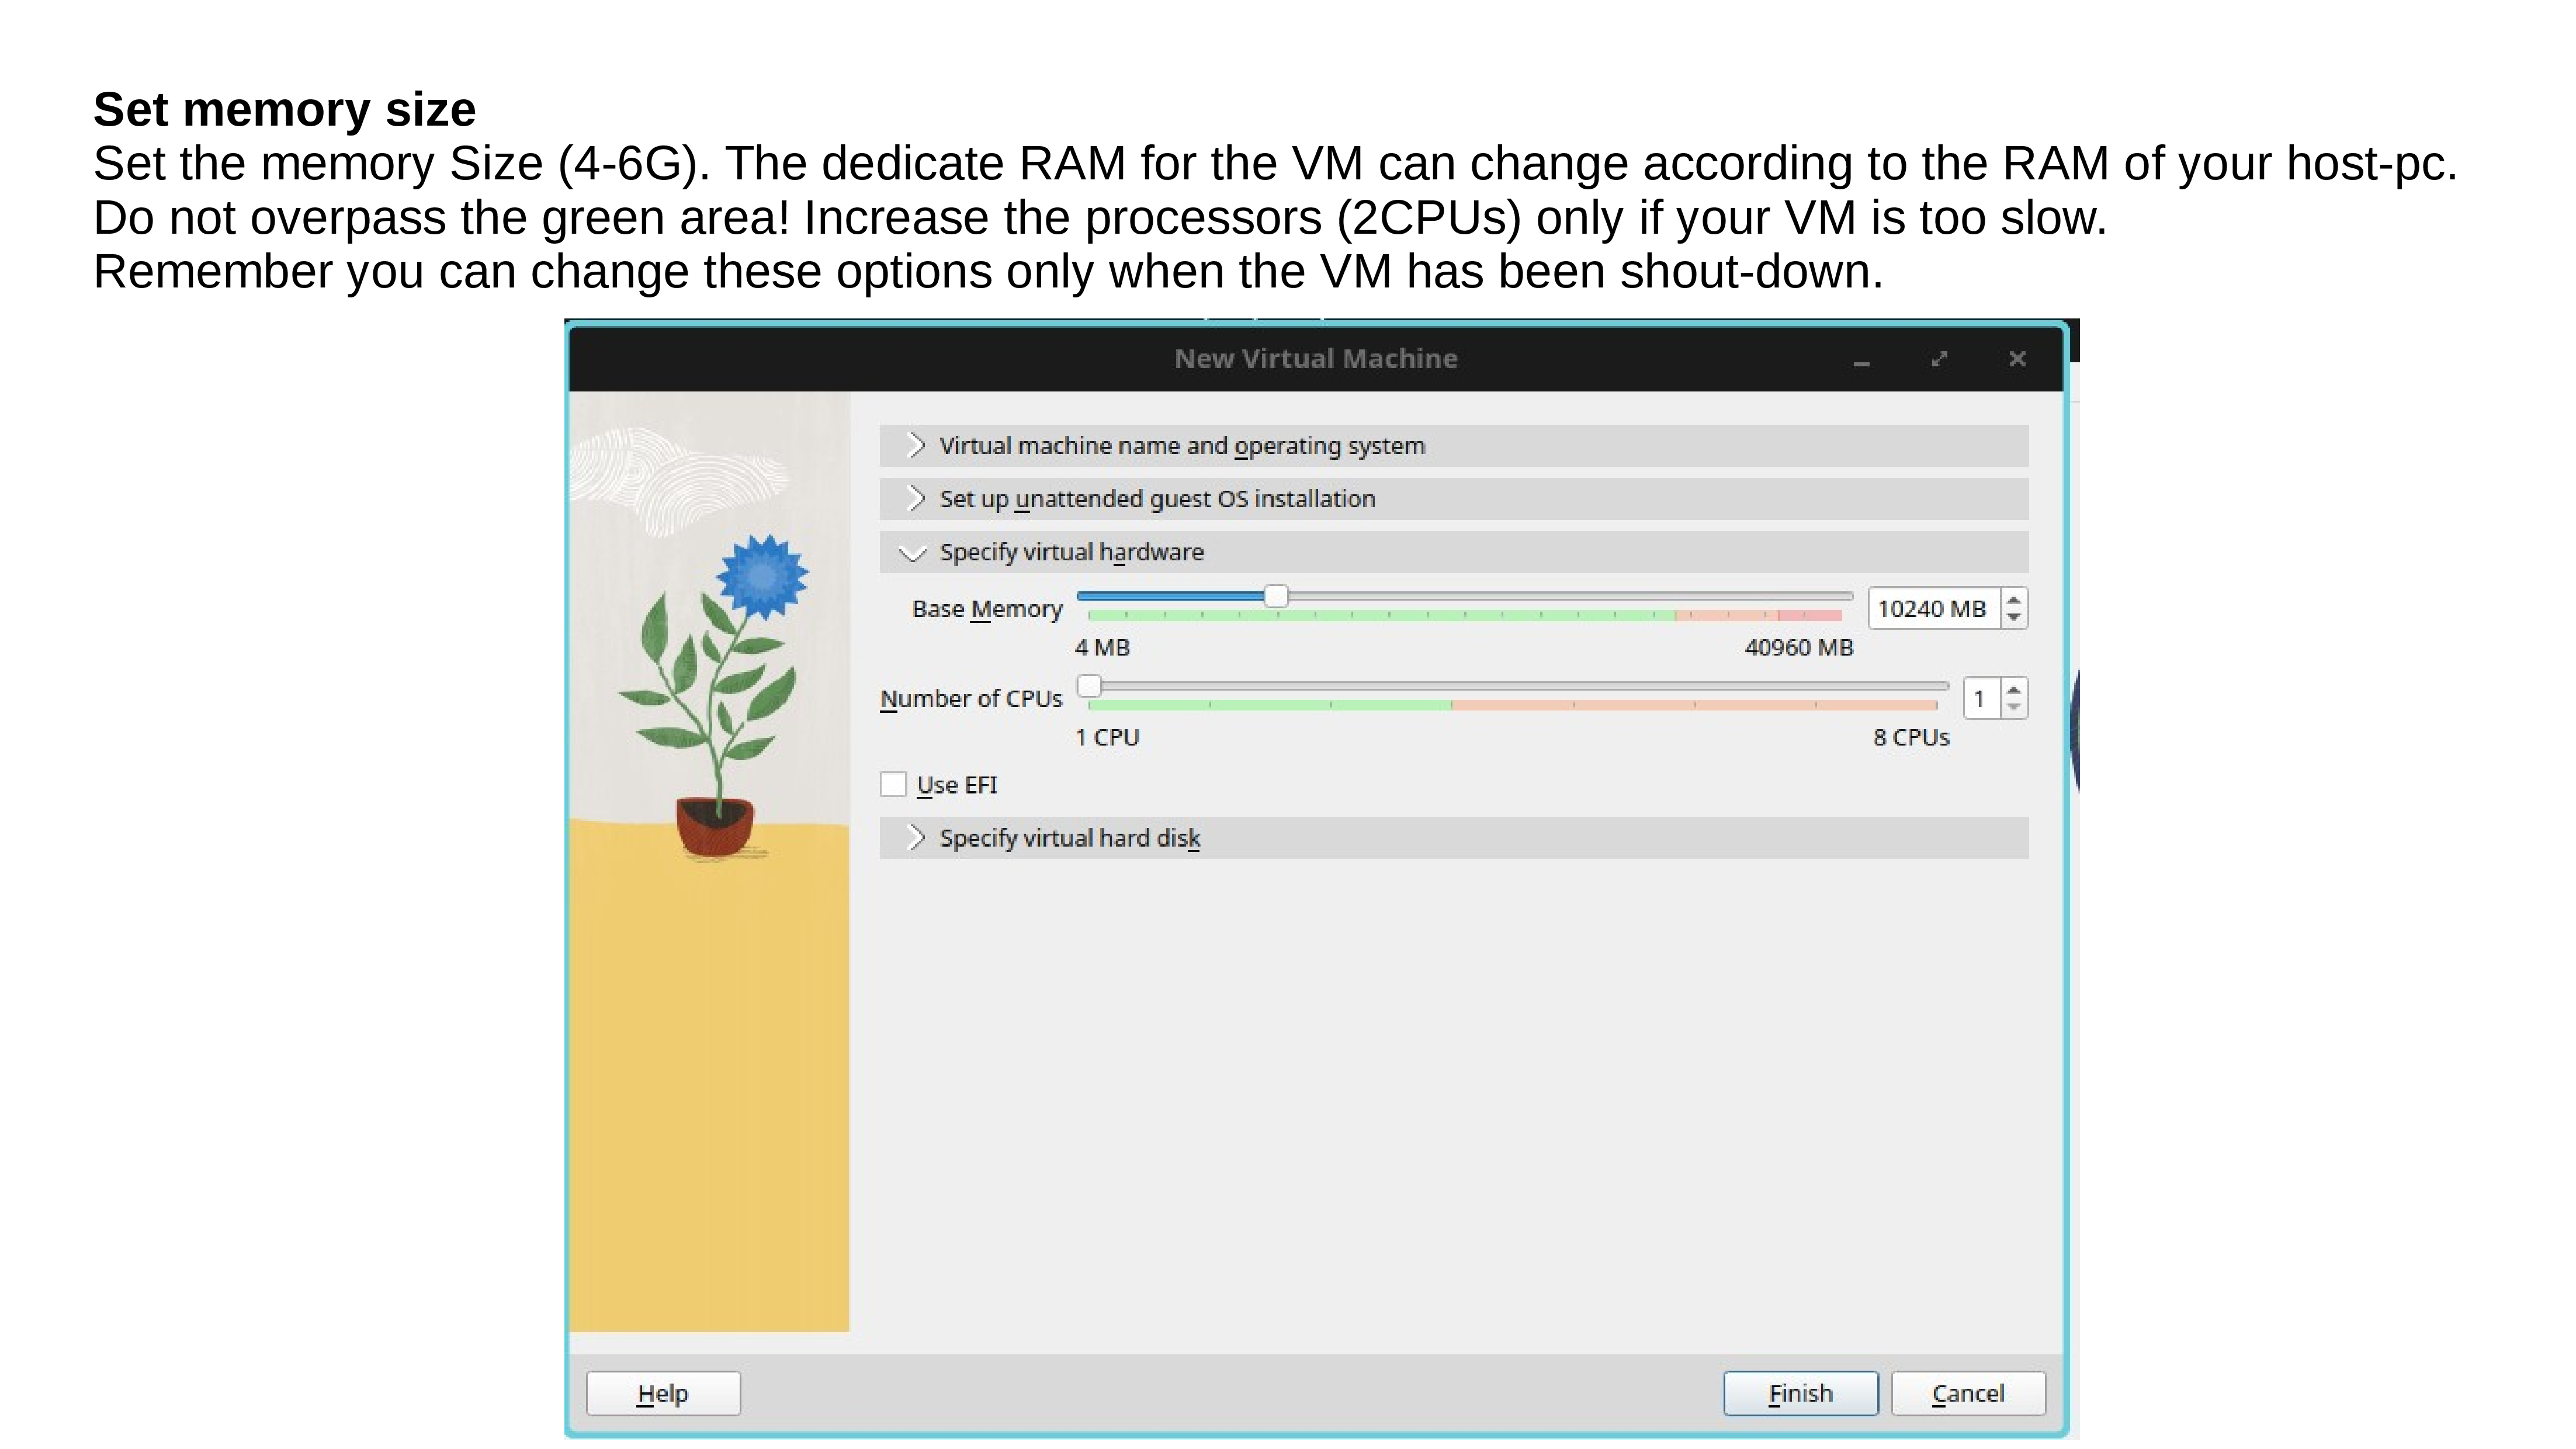 Set memory size
Set the memory Size (4-6G). The dedicate RAM for the VM can change according to the RAM of your host-pc.
Do not overpass the green area! Increase the processors (2CPUs) only if your VM is too slow.
Remember you can change these options only when the VM has been shout-down.
New Virtual Machine
Virtual machine name and operating system
Set up unattended guest OS installation
Specify virtual hardware
Base Memory 10240 MB
4 MB 40960 MB
Number of CPUs 1
1 CPU 8 CPUs
Use EFI
Specify virtual hard disk
Help Finish Cancel